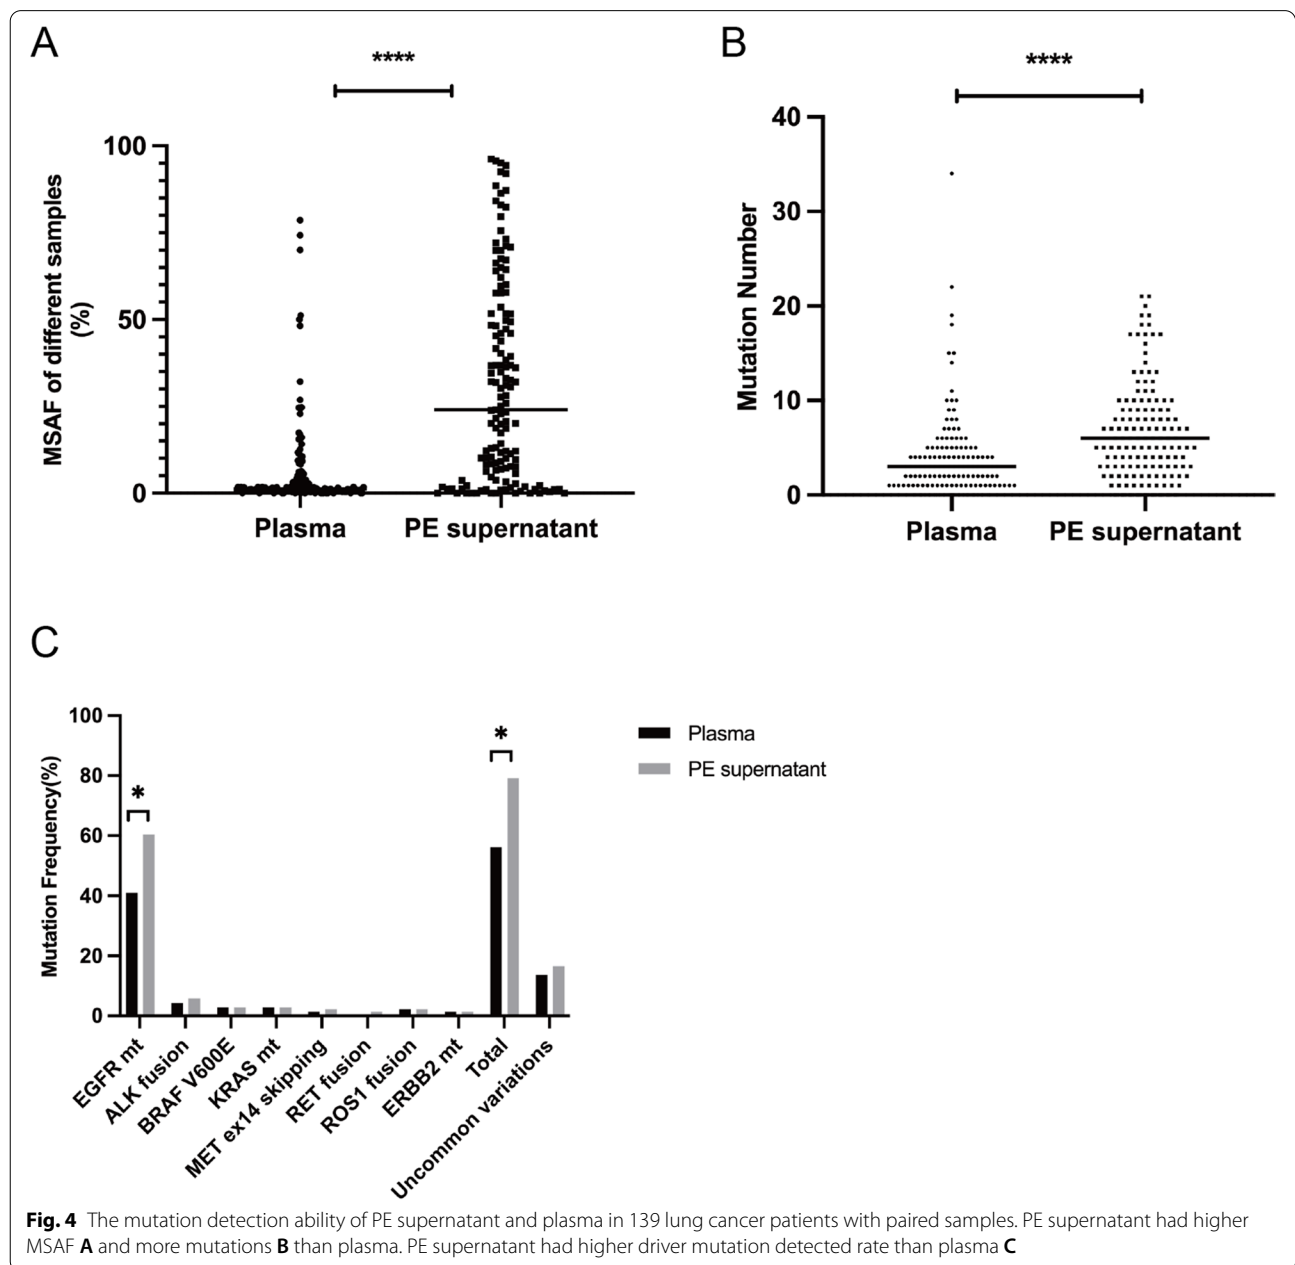 A
****
MSAF of different samples
(%)
100
50
0
Plasma
PE supernatant
B
****
Mutation Number
40
30
20
10
0
Plasma
PE supernatant
C
Mutation Frequency(%)
100
80
60
40
20
0
*
*
Plasma
PE supernatant
EGFR mt
ALK fusion
BRAF V600E
KRAS mt
MET ex14 skipping
RET fusion
ROS1 fusion
ERBB2 mt
Total
Uncommon variations
Fig. 4 The mutation detection ability of PE supernatant and plasma in 139 lung cancer patients with paired samples. PE supernatant had higher
MSAF A and more mutations B than plasma. PE supernatant had higher driver mutation detected rate than plasma C